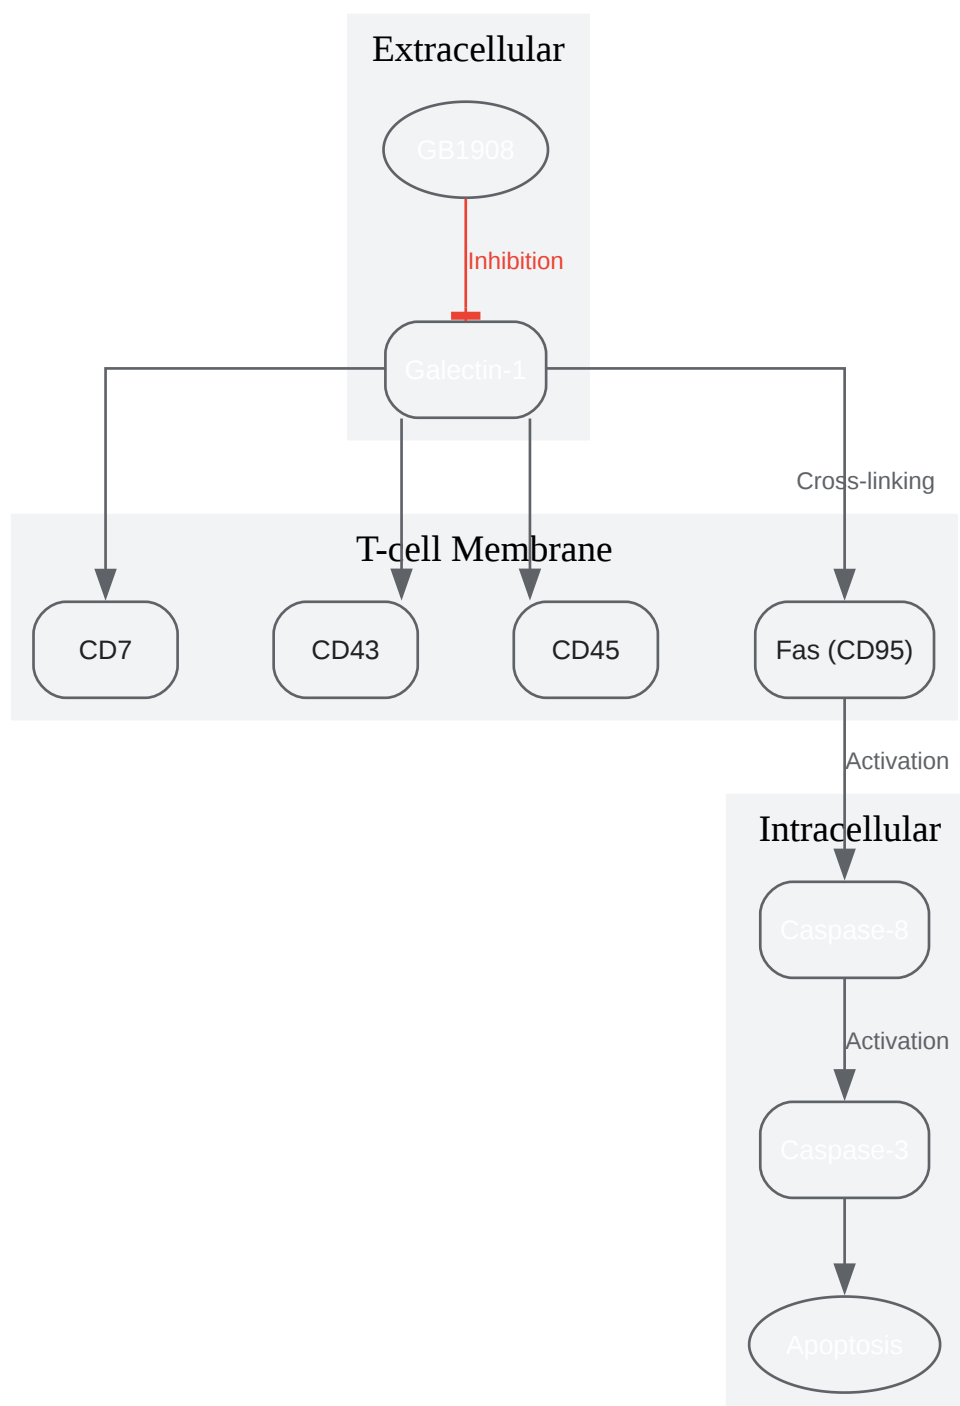 Extracellular
GB1908
Inhibition
Galectin-1
Cross-linking
T-cell Membrane
CD7
CD43
CD45
Fas (CD95)
Activation
Intracellular
Caspase-8
Activation
Caspase-3
Apoptosis